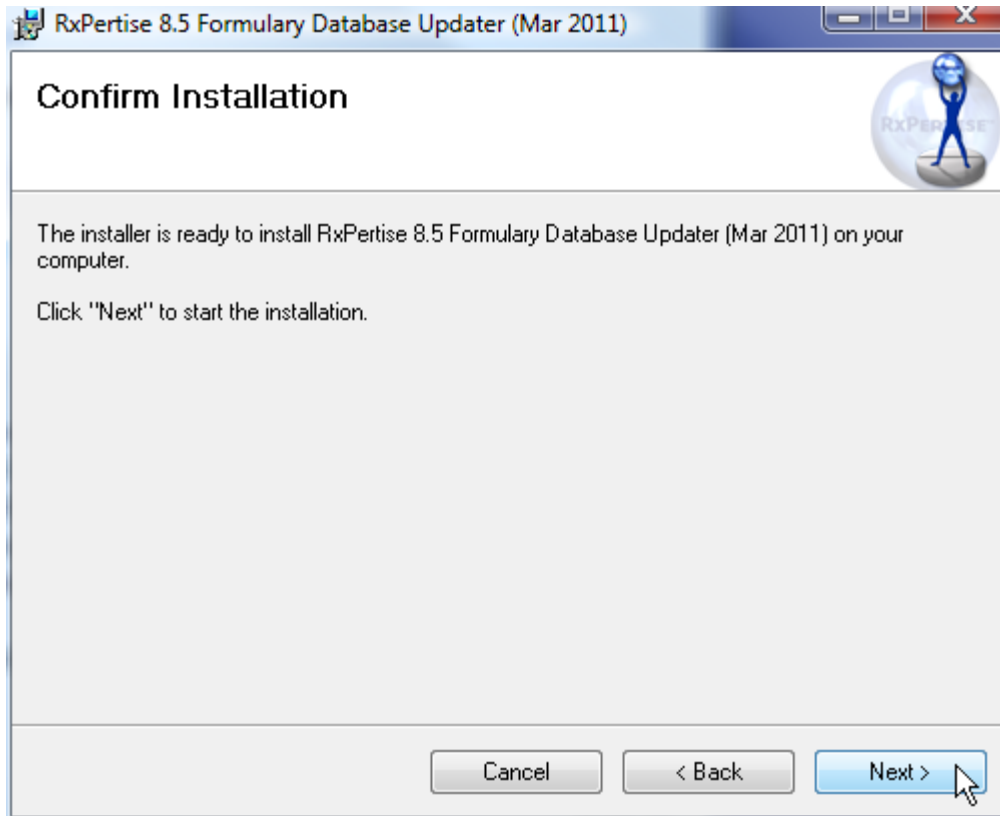 RxPertise 8.5 Formulary Database Updater (Mar 2011)
Confirm Installation
RxPERTISE
The installer is ready to install RxPertise 8.5 Formulary Database Updater (Mar 2011) on your
computer.
Click "Next" to start the installation.
Cancel
< Back
Next >